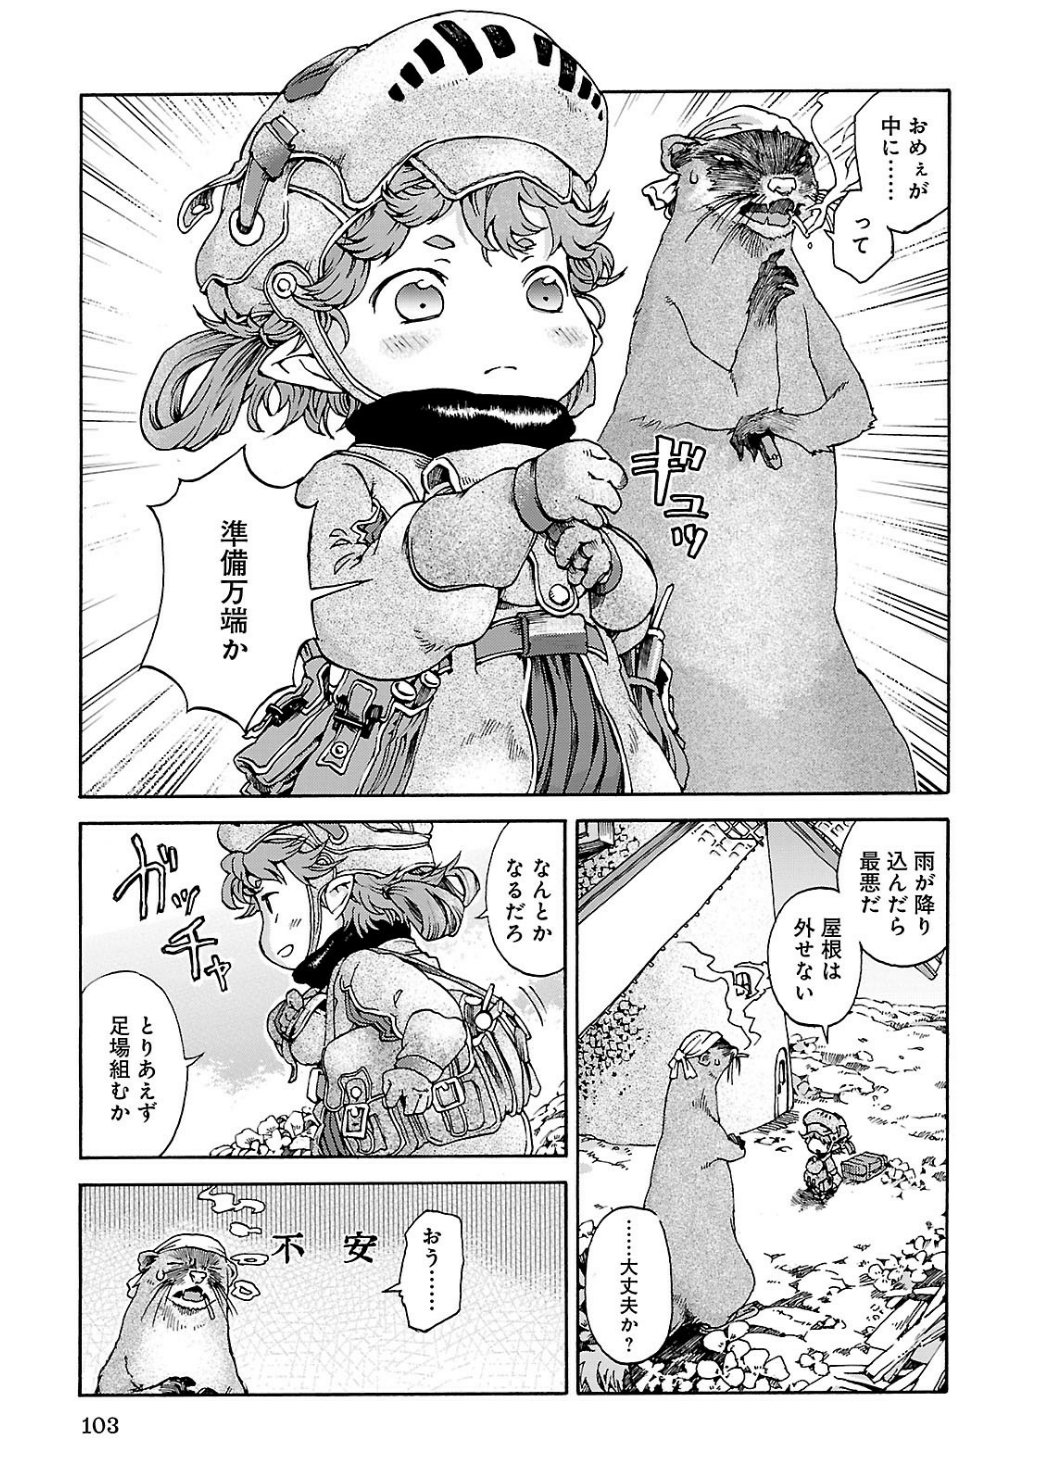 おめぇが
中に……
って
ギュッ
準備万端か
雨が降り
込んだら
最悪だ
屋根は
外せない
……大丈夫か？
なんとか
なるだろ
ガッチャ
とりあえず
足場組むか
おう……
不安
103